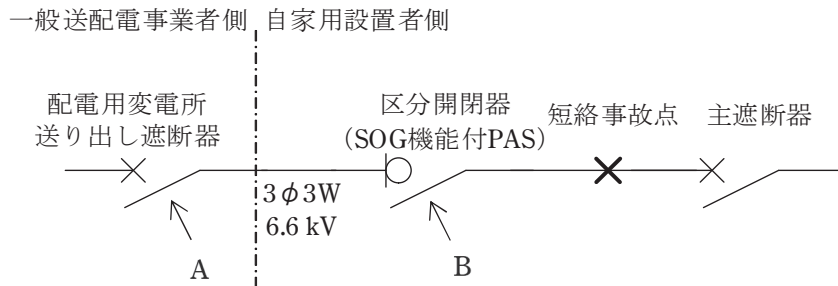 一般送配電事業者側 自家用設置者側
配電用変電所
送り出し遮断器
区分開閉器
(SOG機能付PAS)
短絡事故点
主遮断器
3φ3W
6.6 kV
A
B